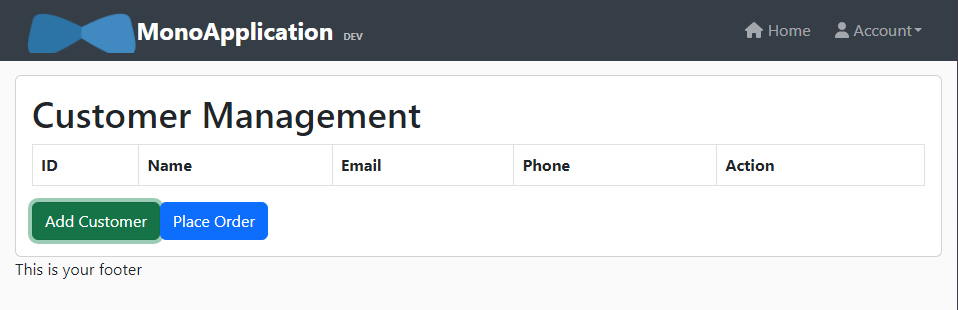 MonoApplication DEV Home Account
Customer Management
ID Name Email Phone Action
Add Customer Place Order
This is your footer